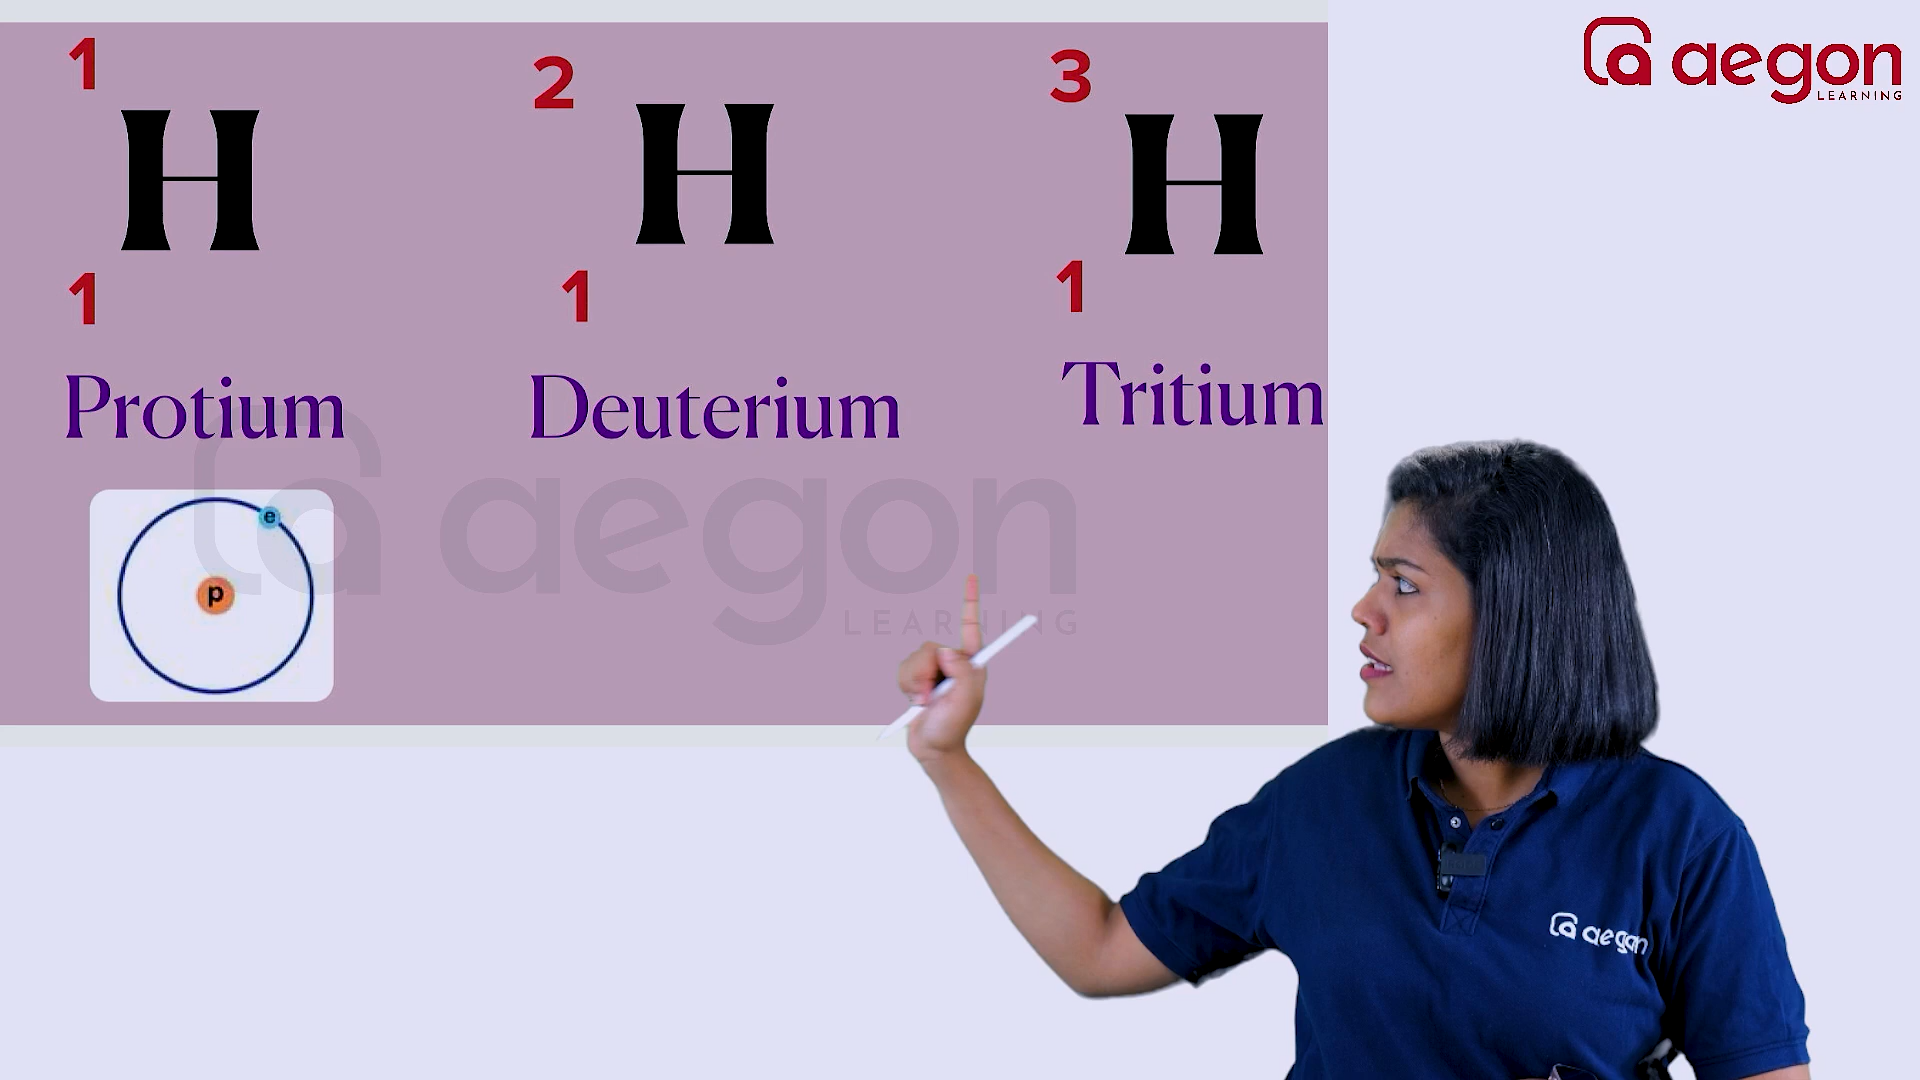 aegon
LEARNING
1
H
1
Protium
2
H
1
Deuterium
3
H
1
Tritium
e
p
aegon
LEARNING
aegon